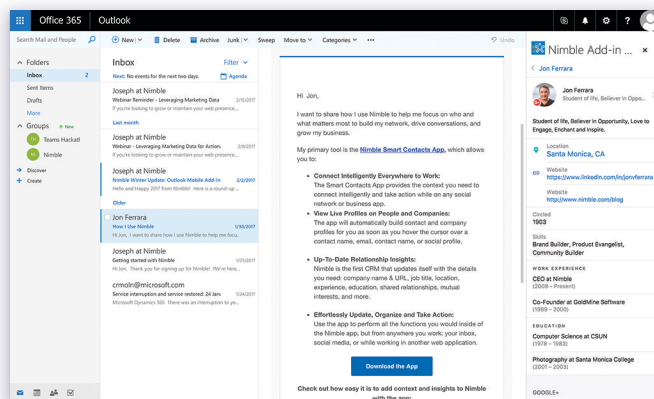 Office 365
Outlook
?
Search Mail and People
New
Delete
Archive
Junk
Sweep
Move to
Categories
...
Undo
Folders
Inbox 2
Sent Items
Drafts
More
Groups
New
Teams Hackatl
Nimble
Discover
Create
Inbox
Filter
Next: No events for the next two days.
Agenda
Joseph at Nimble
Webinar Reminder - Leveraging Marketing Data 2/10/2017
If you're looking to grow or maintain your web presence,...
Last month
Joseph at Nimble
Webinar - Leveraging Marketing Data for Action. 2/8/2017
If you're looking to grow or maintain your web presence,...
Joseph at Nimble
Nimble Winter Update: Outlook Mobile Add-in 2/2/2017
Hello and Happy 2017 from Nimble! Here is a round-up ...
Older
Jon Ferrara
How I Use Nimble 1/30/2017
Hi Jon, I want to share how I use Nimble to help me focu.
Joseph at Nimble
Getting started with Nimble 1/25/2017
Hi Jon, Thank you for signing up for Nimble! We're here...
crmoln@microsoft.com
Service interruption and service restored: 24 Jan 1/24/2017
Microsoft Dynamics 365 There was an interruption to yo...
Hi Jon,
I want to share how I use Nimble to help me focus on who and
what matters most to build my network, drive conversations, and
grow my business.
My primary tool is the Nimble Smart Contacts App, which allows
you to:
• Connect Intelligently Everywhere to Work:
The Smart Contacts App provides the context you need to
connect intelligently and take action while on any social
network or business app.
• View Live Profiles on People and Companies:
The app will automatically build contact and company
profiles for you as soon as you hover the cursor over a
contact name, email, contact name, or social profile.
• Up-To-Date Relationship Insights:
Nimble is the first CRM that updates itself with the details
you need: company name & URL, job title, location,
experience, education, shared relationships, mutual
interests, and more.
• Effortlessly Update, Organize and Take Action:
Use the app to perform all the functions you would inside of
the Nimble app, but from anywhere you work: your inbox,
social media, or while working in another web application.
Download the App
Check out how easy it is to add context and insights to Nimble
with the app:
Nimble Add-in ...
Jon Ferrara
Jon Ferrara
Student of life, Believer in Oppo...
Student of life, Believer in Opportunity, Love to
Engage, Enchant and Inspire.
Location
Santa Monica, CA
Website
https://www.linkedin.com/in/jonvferrara
Website
http://www.nimble.com/blog
Circled
1903
Skills
Brand Builder, Product Evangelist,
Community Builder
WORK EXPERIENCE
CEO at Nimble
(2009 – Present)
Co-Founder at GoldMine Software
(1989 – 2000)
EDUCATION
Computer Science at CSUN
(1978 – 1983)
Photography at Santa Monica College
(2001 – 2003)
GOOGLE+